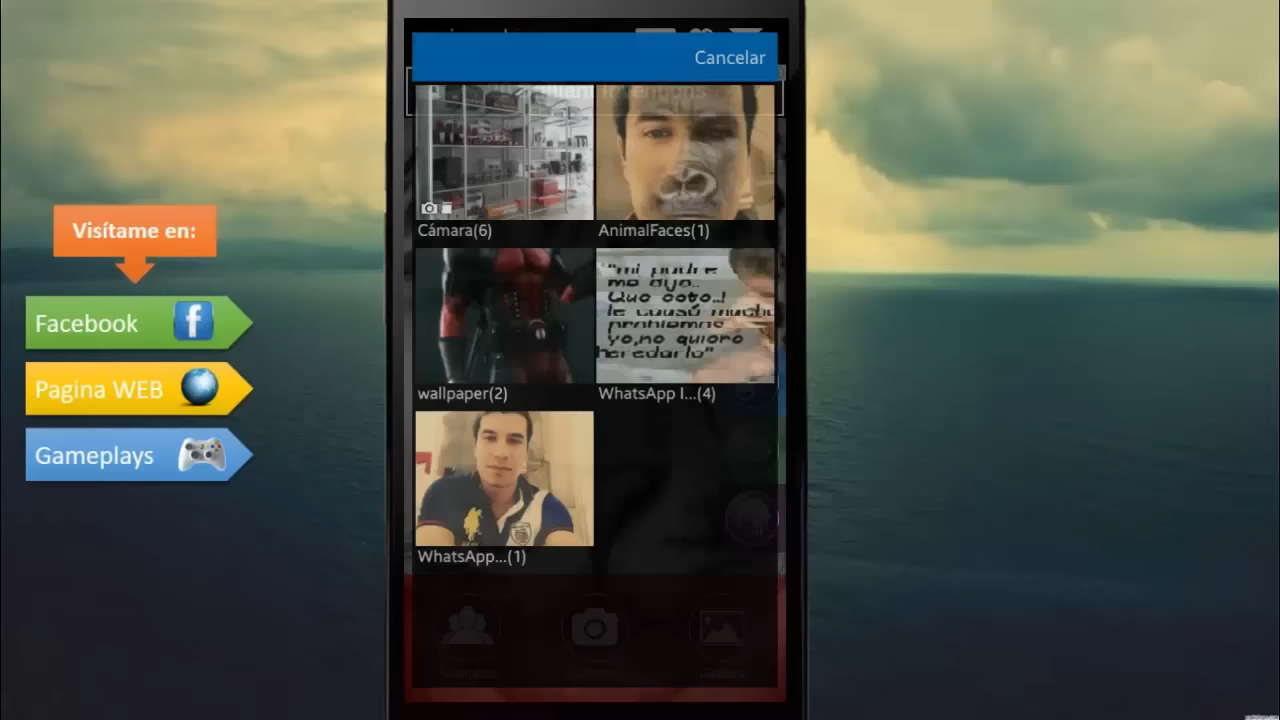 Cancelar
Cámara(6)
AnimalFaces(1)
Visítame en:
Facebook
Pagina WEB
Gameplays
"mi padre
me dijo..
Que coto..!
le causó mucho
problemas
yo,no quiero
heredarlo"
wallpaper(2)
WhatsApp I...(4)
WhatsApp...(1)